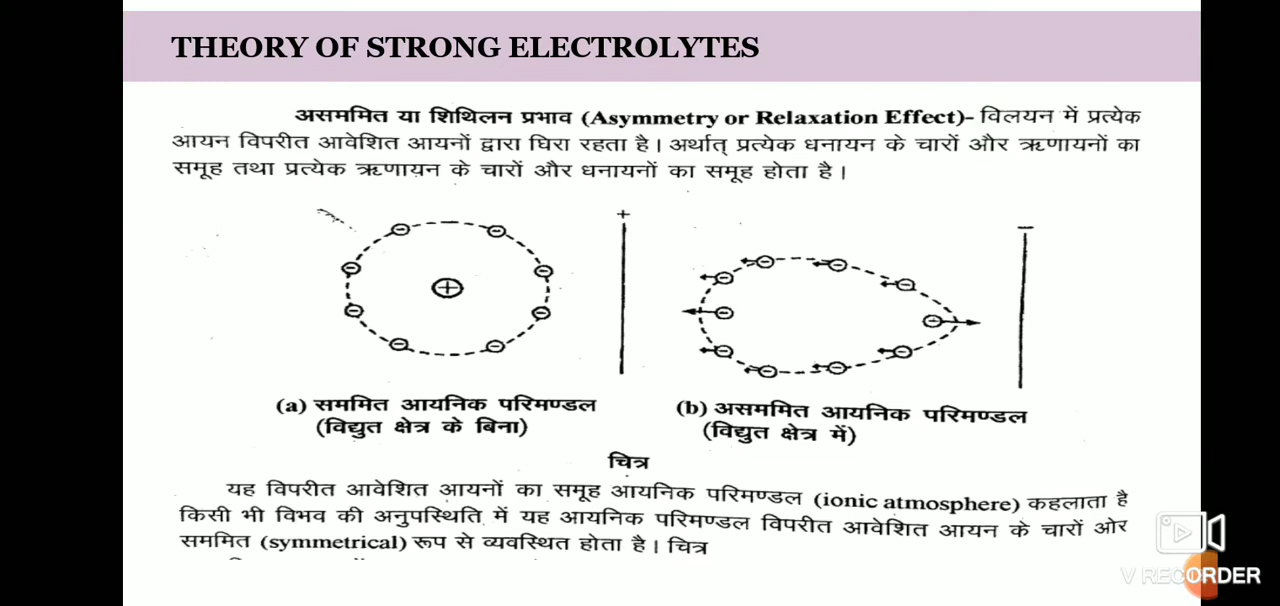 THEORY OF STRONG ELECTROLYTES
असममित या शिथिलन प्रभाव (Asymmetry or Relaxation Effect)- विलयन में प्रत्येक
आयन विपरीत आवेशित आयनों द्वारा घिरा रहता है। अर्थात् प्रत्येक धनायन के चारों और ऋणायनों का
समूह तथा प्रत्येक ऋणायन के चारों और धनायनों का समूह होता है।
+
−
(a) सममित आयनिक परिमण्डल
(विद्युत क्षेत्र के बिना)
(b) असममित आयनिक परिमण्डल
(विद्युत क्षेत्र में)
चित्र
यह विपरीत आवेशित आयनों का समूह आयनिक परिमण्डल (ionic atmosphere) कहलाता है
किसी भी विभव की अनुपस्थिति में यह आयनिक परिमण्डल विपरीत आवेशित आयन के चारों ओर
सममित (symmetrical) रूप से व्यवस्थित होता है। चित्र
V RECORDER